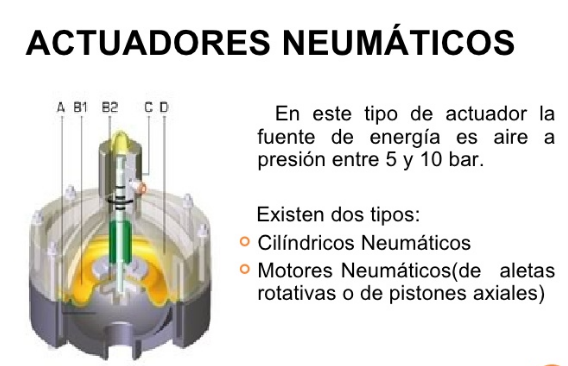 ACTUADORES NEUMÁTICOS
A B1 B2 C D
En este tipo de actuador la
fuente de energía es aire a
presión entre 5 y 10 bar.
Existen dos tipos:
Cilíndricos Neumáticos
Motores Neumáticos(de aletas
rotativas o de pistones axiales)